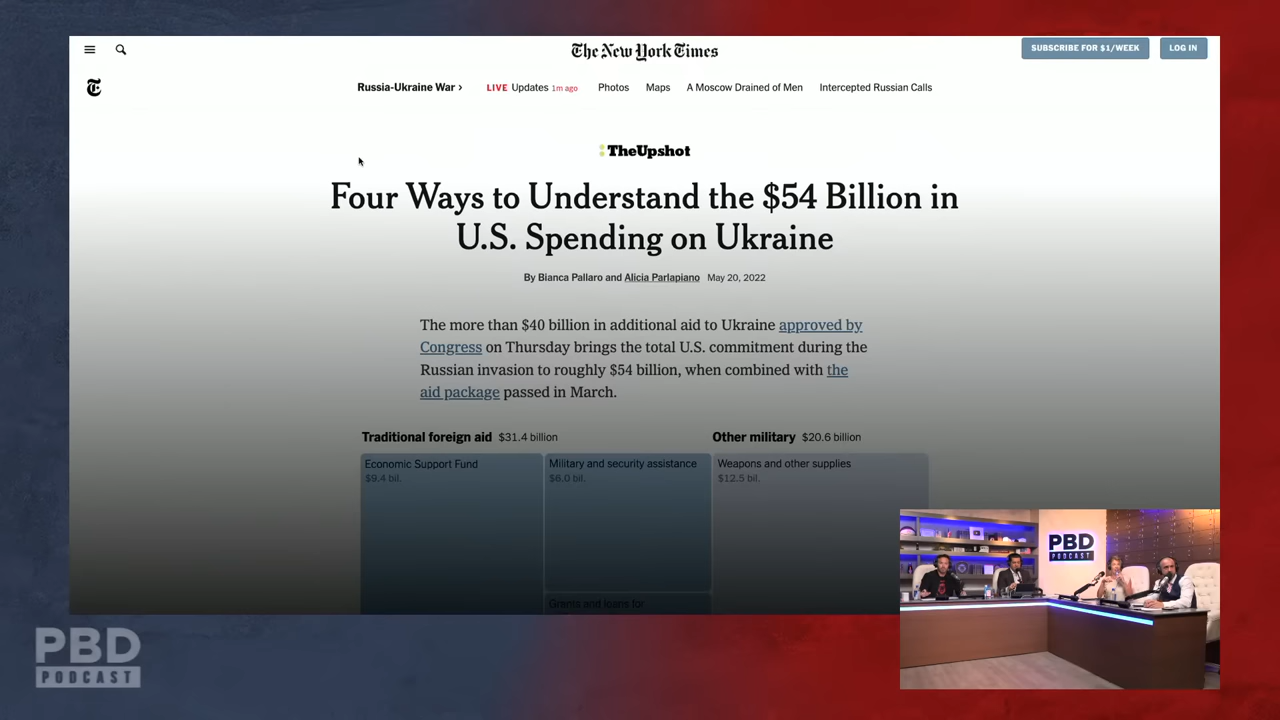 The New York Times
SUBSCRIBE FOR $1/WEEK
LOG IN
T
Russia-Ukraine War ›
LIVE Updates 1m ago
Photos
Maps
A Moscow Drained of Men
Intercepted Russian Calls
TheUpshot
Four Ways to Understand the $54 Billion in
U.S. Spending on Ukraine
By Bianca Pallaro and Alicia Parlapiano May 20, 2022
The more than $40 billion in additional aid to Ukraine approved by
Congress on Thursday brings the total U.S. commitment during the
Russian invasion to roughly $54 billion, when combined with the
aid package passed in March.
Traditional foreign aid $31.4 billion
Other military $20.6 billion
Economic Support Fund
$9.4 bil.
Military and security assistance
$6.0 bil.
Weapons and other supplies
$12.5 bil.
Grants and loans for
PBD
PODCAST
PBD
PODCAST